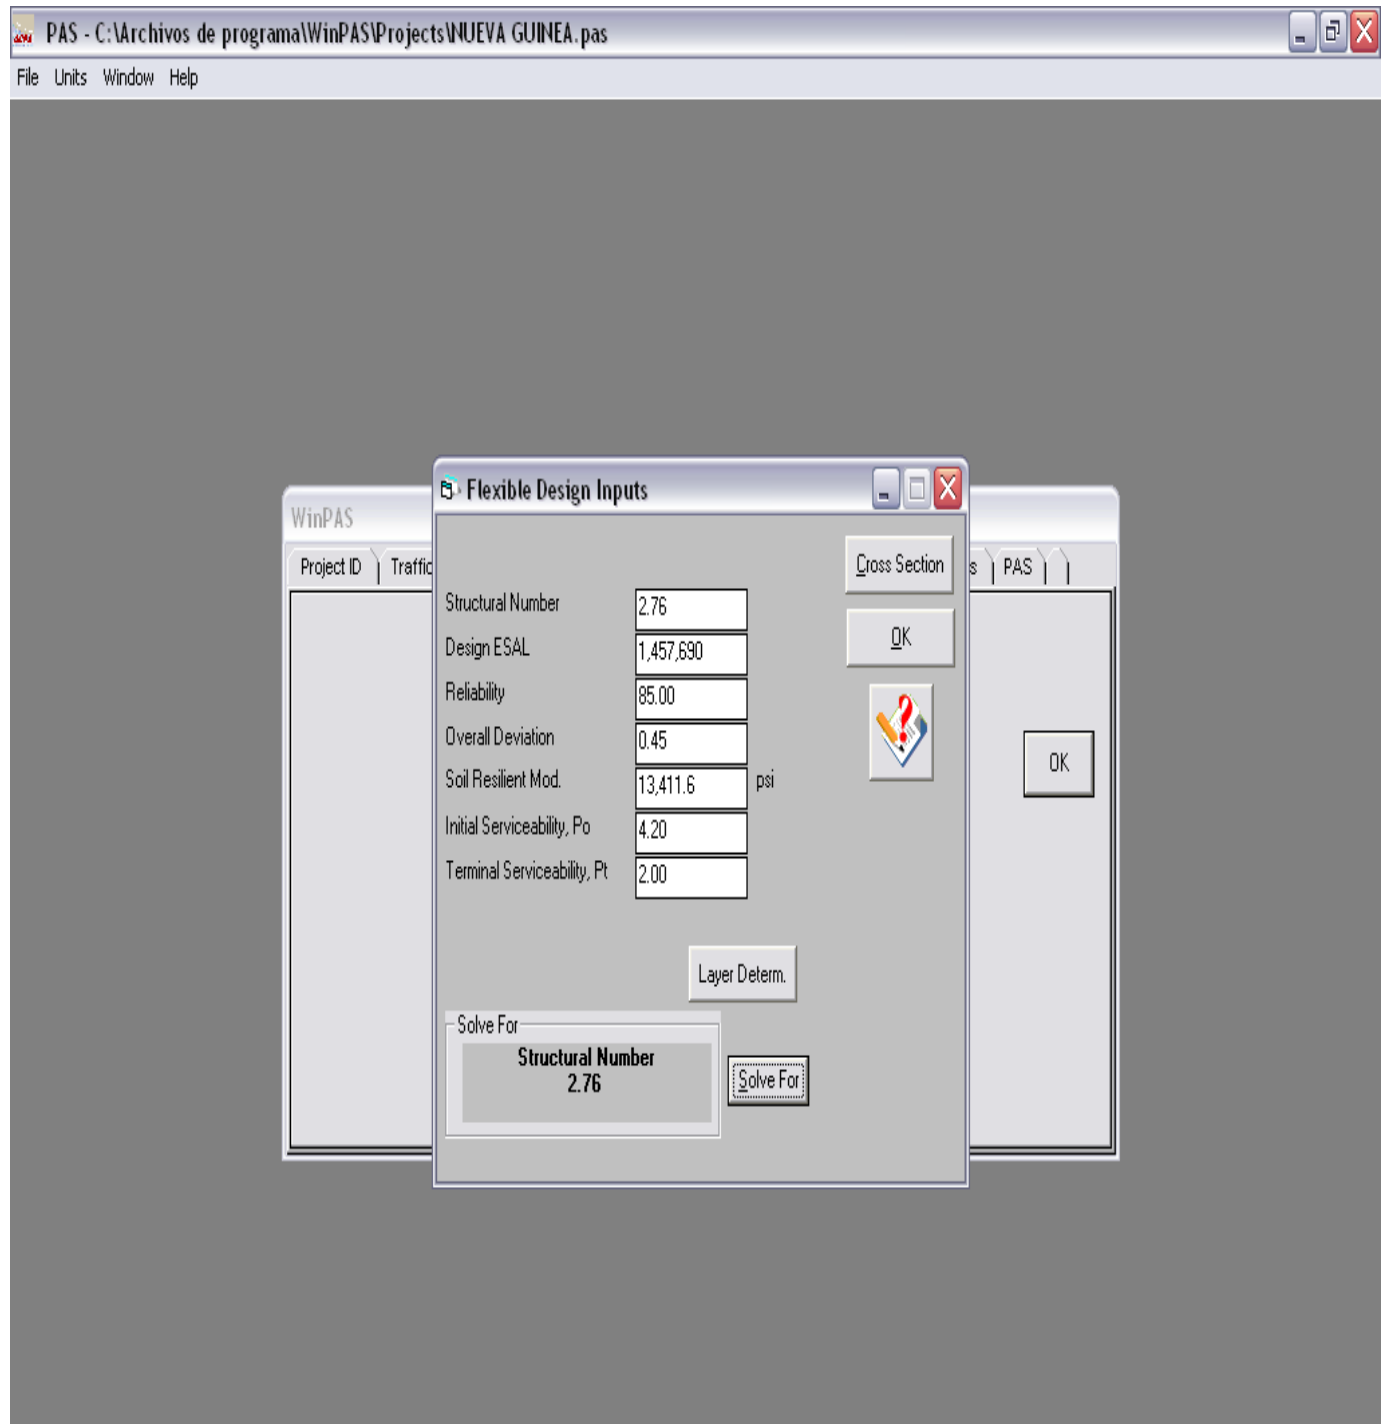 PAS - C:\Archivos de programa\WinPAS\Projects\NUEVA GUINEA.pas
File Units Window Help
Flexible Design Inputs
WinPAS
Project ID Traffic s PAS
Cross Section
Structural Number 2.76
OK
Design ESAL 1,457,690
Reliability 85.00
Overall Deviation 0.45
OK
Soil Resilient Mod. 13,411.6 psi
Initial Serviceability, Po 4.20
Terminal Serviceability, Pt 2.00
Layer Determ.
Solve For
Structural Number
2.76
Solve For